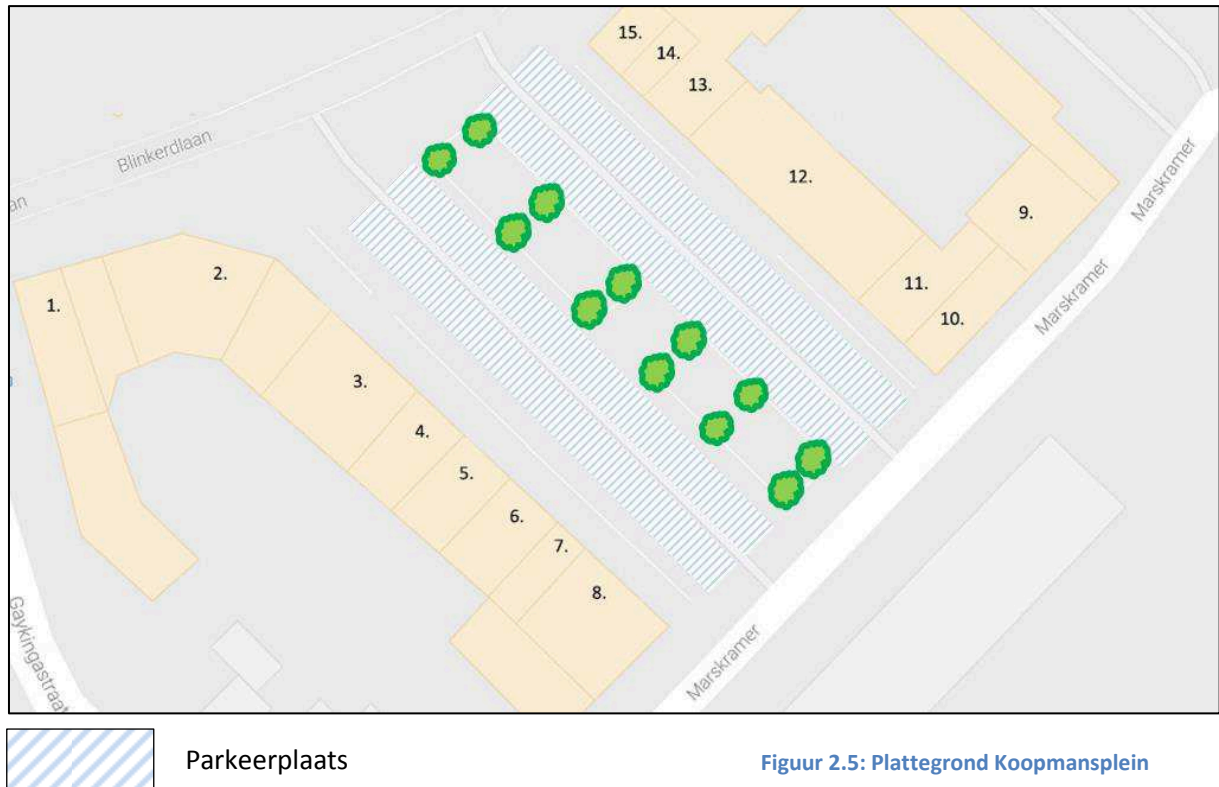 15.
14.
13.
Blinkerdlaan
an
12.
Marskramer
9.
2.
1.
11.
Marskramer
10.
3.
4.
5.
6.
7.
8.
Gaykingastraat
Marskramer
Parkeerplaats
Figuur 2.5: Plattegrond Koopmansplein